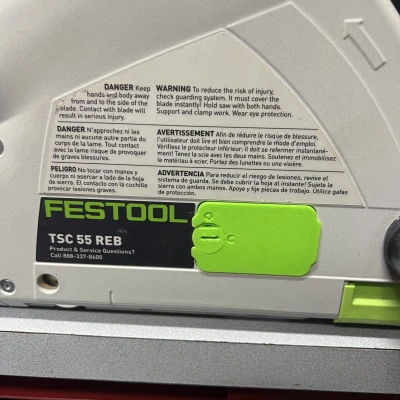 DANGER Keep
hands and body away
from and to the side of the
blade. Contact with blade will
result in serious injury.
WARNING To reduce the risk of injury,
check guarding system. It must cover the
blade instantly! Hold saw with both hands.
Support and clamp work. Wear eye protection.
DANGER N'approchez ni les
mains ni aucune autre partie du
corps de la lame. Tout contact
avec la lame risque de provoquer
de graves blessures.
AVERTISSEMENT Afin de réduire le risque de blessure,
l'utilisateur doit lire et bien comprendre le mode d'emploi.
Vérifiez le protecteur inférieur: il doit se refermer instantané-
ment! Tenez la scie avec les deux mains. Soutenez et immobilisez
le matériau à scier. Portez des lunettes ou une visière.
PELIGRO No tocar con manos y
cuerpo ni acercar al lado de la hoja
de sierra. El contacto con la cuchilla
provocar lesiones graves.
ADVERTENCIA Para reducir el riesgo de lesiones, revise el
sistema de guarda. Se debe cubrir la hoja al instante! Sujete la
sierra con ambos manos. Apoye y fije piezas de trabajo. Utilice gafas
FESTOOL
TSC 55 REB
Product & Service Questions?
Call 888-337-8600